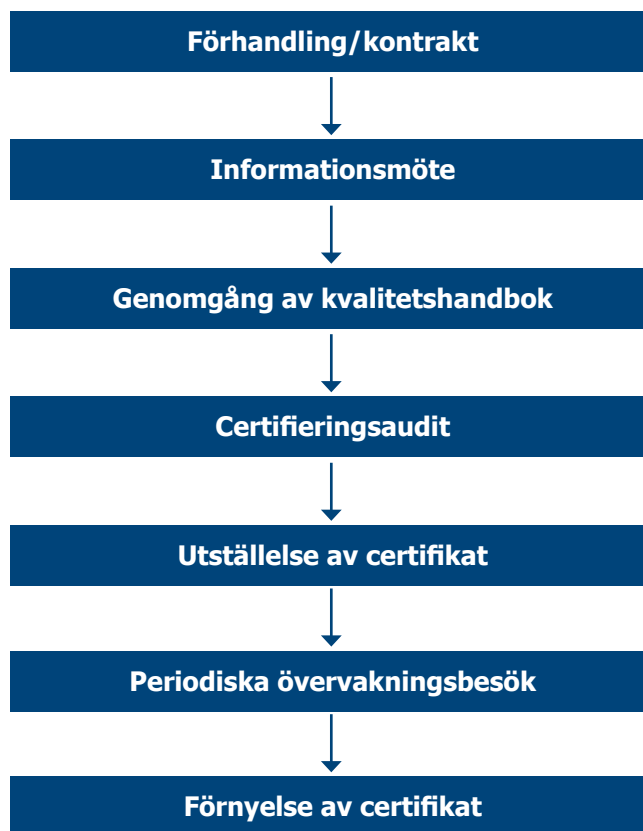 Förhandling/kontrakt
Informationsmöte
Genomgång av kvalitetshandbok
Certifieringsaudit
Utställelse av certifikat
Periodiska övervakningsbesök
Förnyelse av certifikat